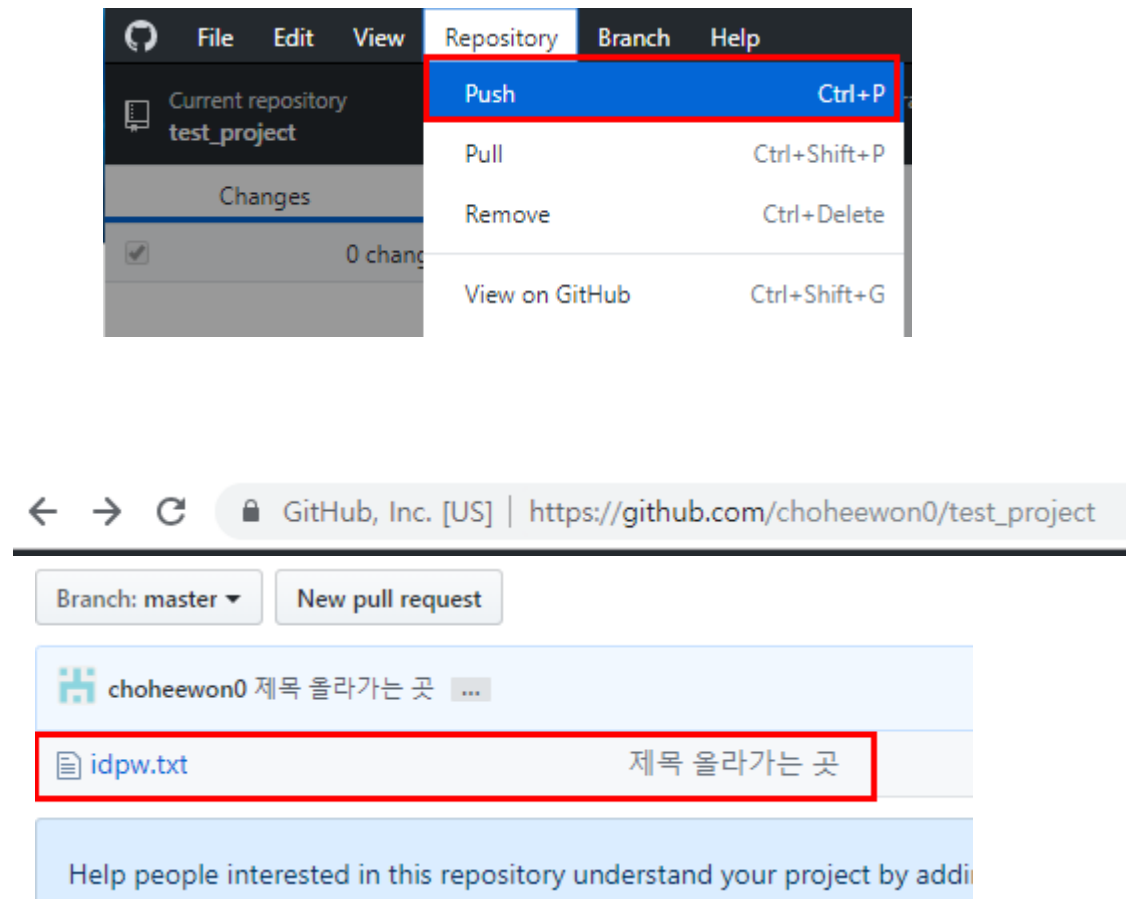 File Edit View Repository Branch Help
Current repository
test_project
Push Ctrl+P
Pull Ctrl+Shift+P
Changes
Remove Ctrl+Delete
0 chang
View on GitHub Ctrl+Shift+G
GitHub, Inc. [US] | https://github.com/choheewon0/test_project
Branch: master New pull request
choheewon0 제목 올라가는 곳 ...
idpw.txt 제목 올라가는 곳
Help people interested in this repository understand your project by addi